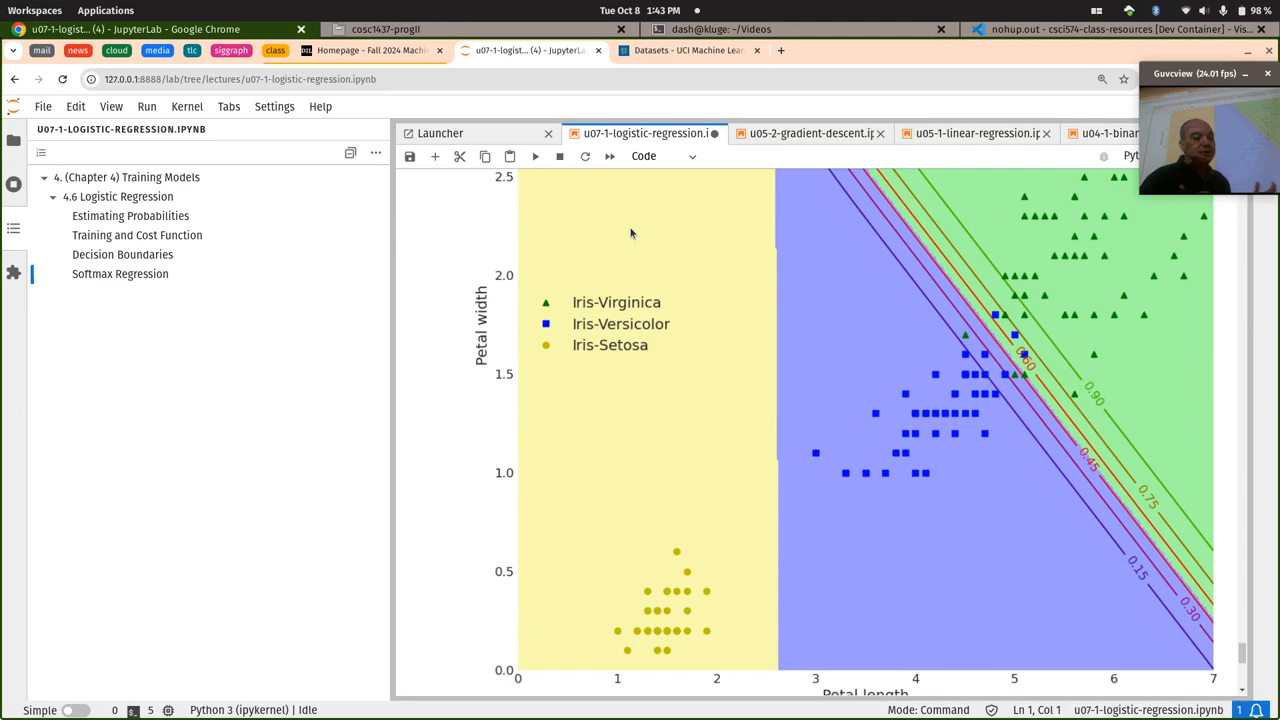 Workspaces Applications Tue Oct 8 1:43 PM 98 %
u07-1-logist... (4) - JupyterLab - Google Chrome cosc1437-progII dash@kluge: ~/Videos nohup.out - csci574-class-resources [Dev Container] - Vis...
mail news cloud media tlc siggraph class Homepage - Fall 2024 Machin u07-1-logist... (4) - JupyterLa Datasets - UCI Machine Lear
127.0.0.1:8888/lab/tree/lectures/u07-1-logistic-regression.ipynb
Guvcview (24.01 fps)
File Edit View Run Kernel Tabs Settings Help
U07-1-LOGISTIC-REGRESSION.IPYNB
Launcher u07-1-logistic-regression.i u05-2-gradient-descent.ip u05-1-linear-regression.ip u04-1-binar
Code Pyt
4. (Chapter 4) Training Models
4.6 Logistic Regression
Estimating Probabilities
Training and Cost Function
Decision Boundaries
Softmax Regression
2.5
2.0
1.5
1.0
0.5
0.0
Petal width
Iris-Virginica
Iris-Versicolor
Iris-Setosa
0.60
0.90
0.45
0.75
0.15
0.30
0 1 2 3 4 5 6 7
Petal length
Simple 0 5 Python 3 (ipykernel) | Idle Mode: Command Ln 1, Col 1 u07-1-logistic-regression.ipynb 1